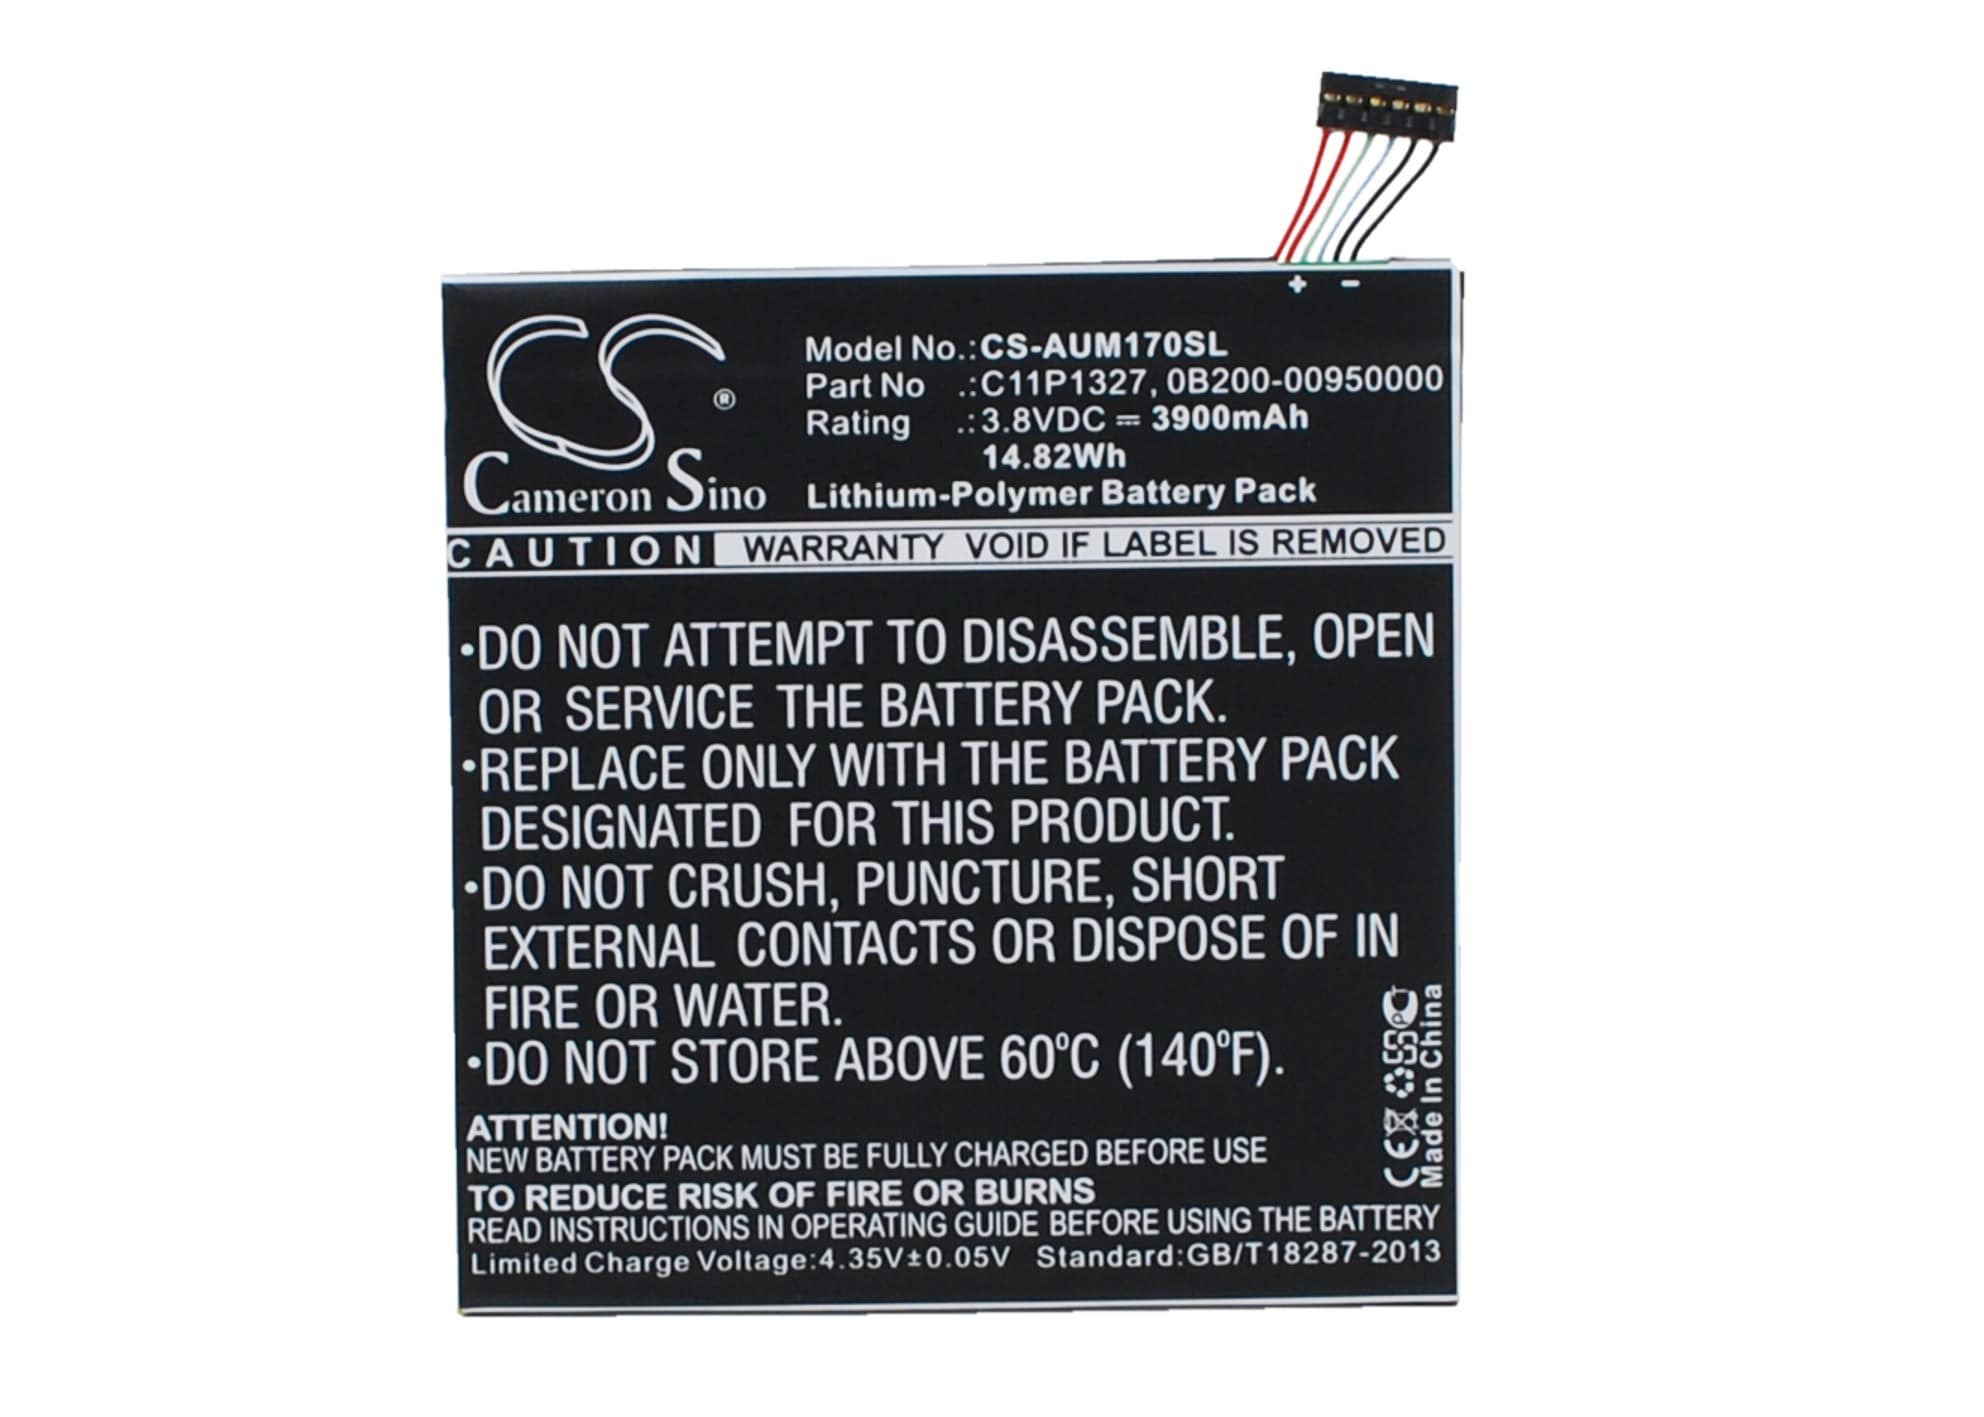 + −
CS®
Cameron Sino
Model No.:CS-AUM170SL
Part No .:C11P1327, 0B200-00950000
Rating .:3.8VDC ⎓ 3900mAh
14.82Wh
Lithium-Polymer Battery Pack
CAUTION WARRANTY VOID IF LABEL IS REMOVED
•DO NOT ATTEMPT TO DISASSEMBLE, OPEN
OR SERVICE THE BATTERY PACK.
•REPLACE ONLY WITH THE BATTERY PACK
DESIGNATED FOR THIS PRODUCT.
•DO NOT CRUSH, PUNCTURE, SHORT
EXTERNAL CONTACTS OR DISPOSE OF IN
FIRE OR WATER.
•DO NOT STORE ABOVE 60°C (140°F).
ATTENTION!
NEW BATTERY PACK MUST BE FULLY CHARGED BEFORE USE
TO REDUCE RISK OF FIRE OR BURNS
READ INSTRUCTIONS IN OPERATING GUIDE BEFORE USING THE BATTERY
Limited Charge Voltage:4.35V±0.05V Standard:GB/T18287-2013
CE
Made In China